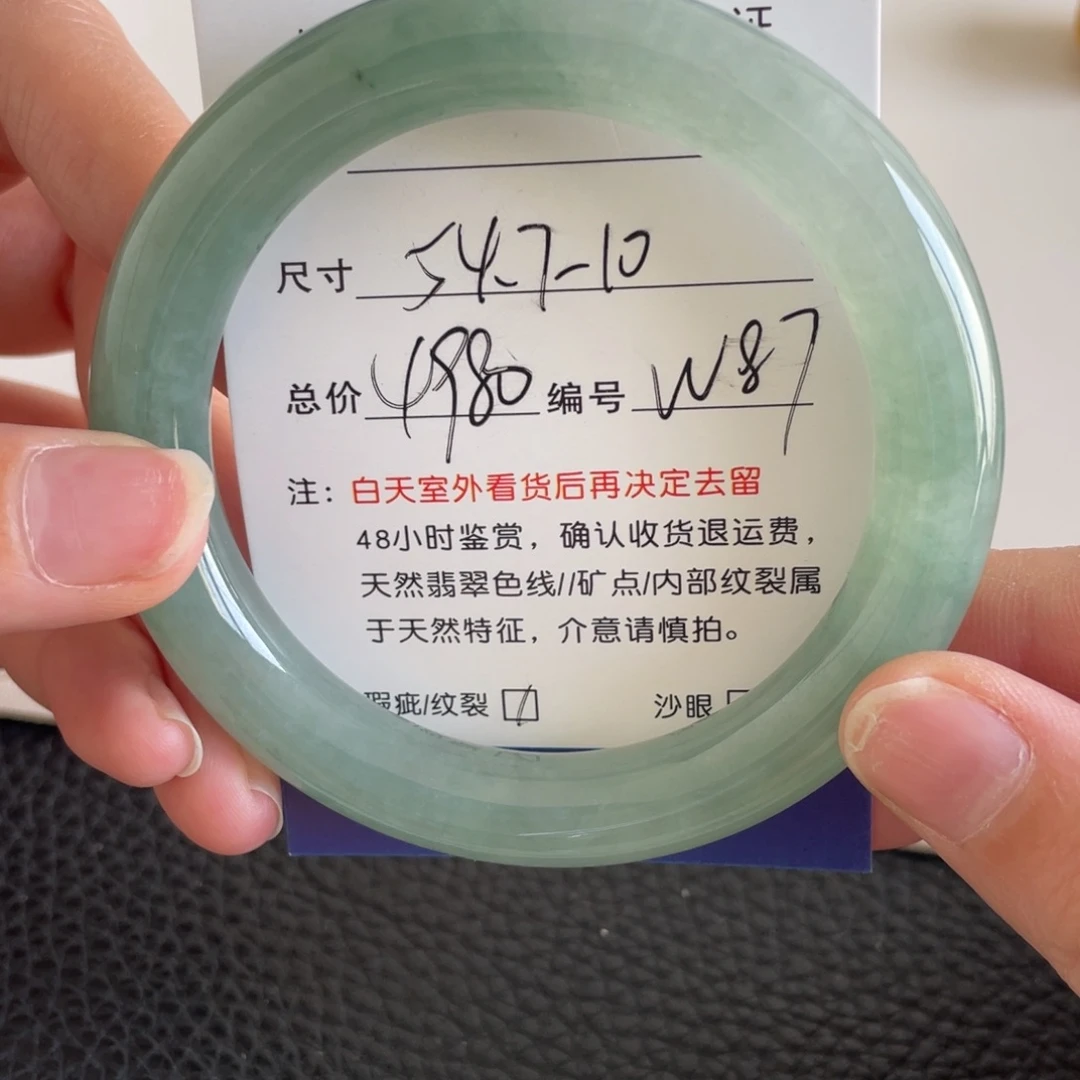 证
尺寸 54.7-10
总价 4980 编号 W87
注：白天室外看货后再决定去留
48小时鉴赏，确认收货退运费，
天然翡翠色线//矿点/内部纹裂属
于天然特征，介意请慎拍。
瑕疵/纹裂 沙眼